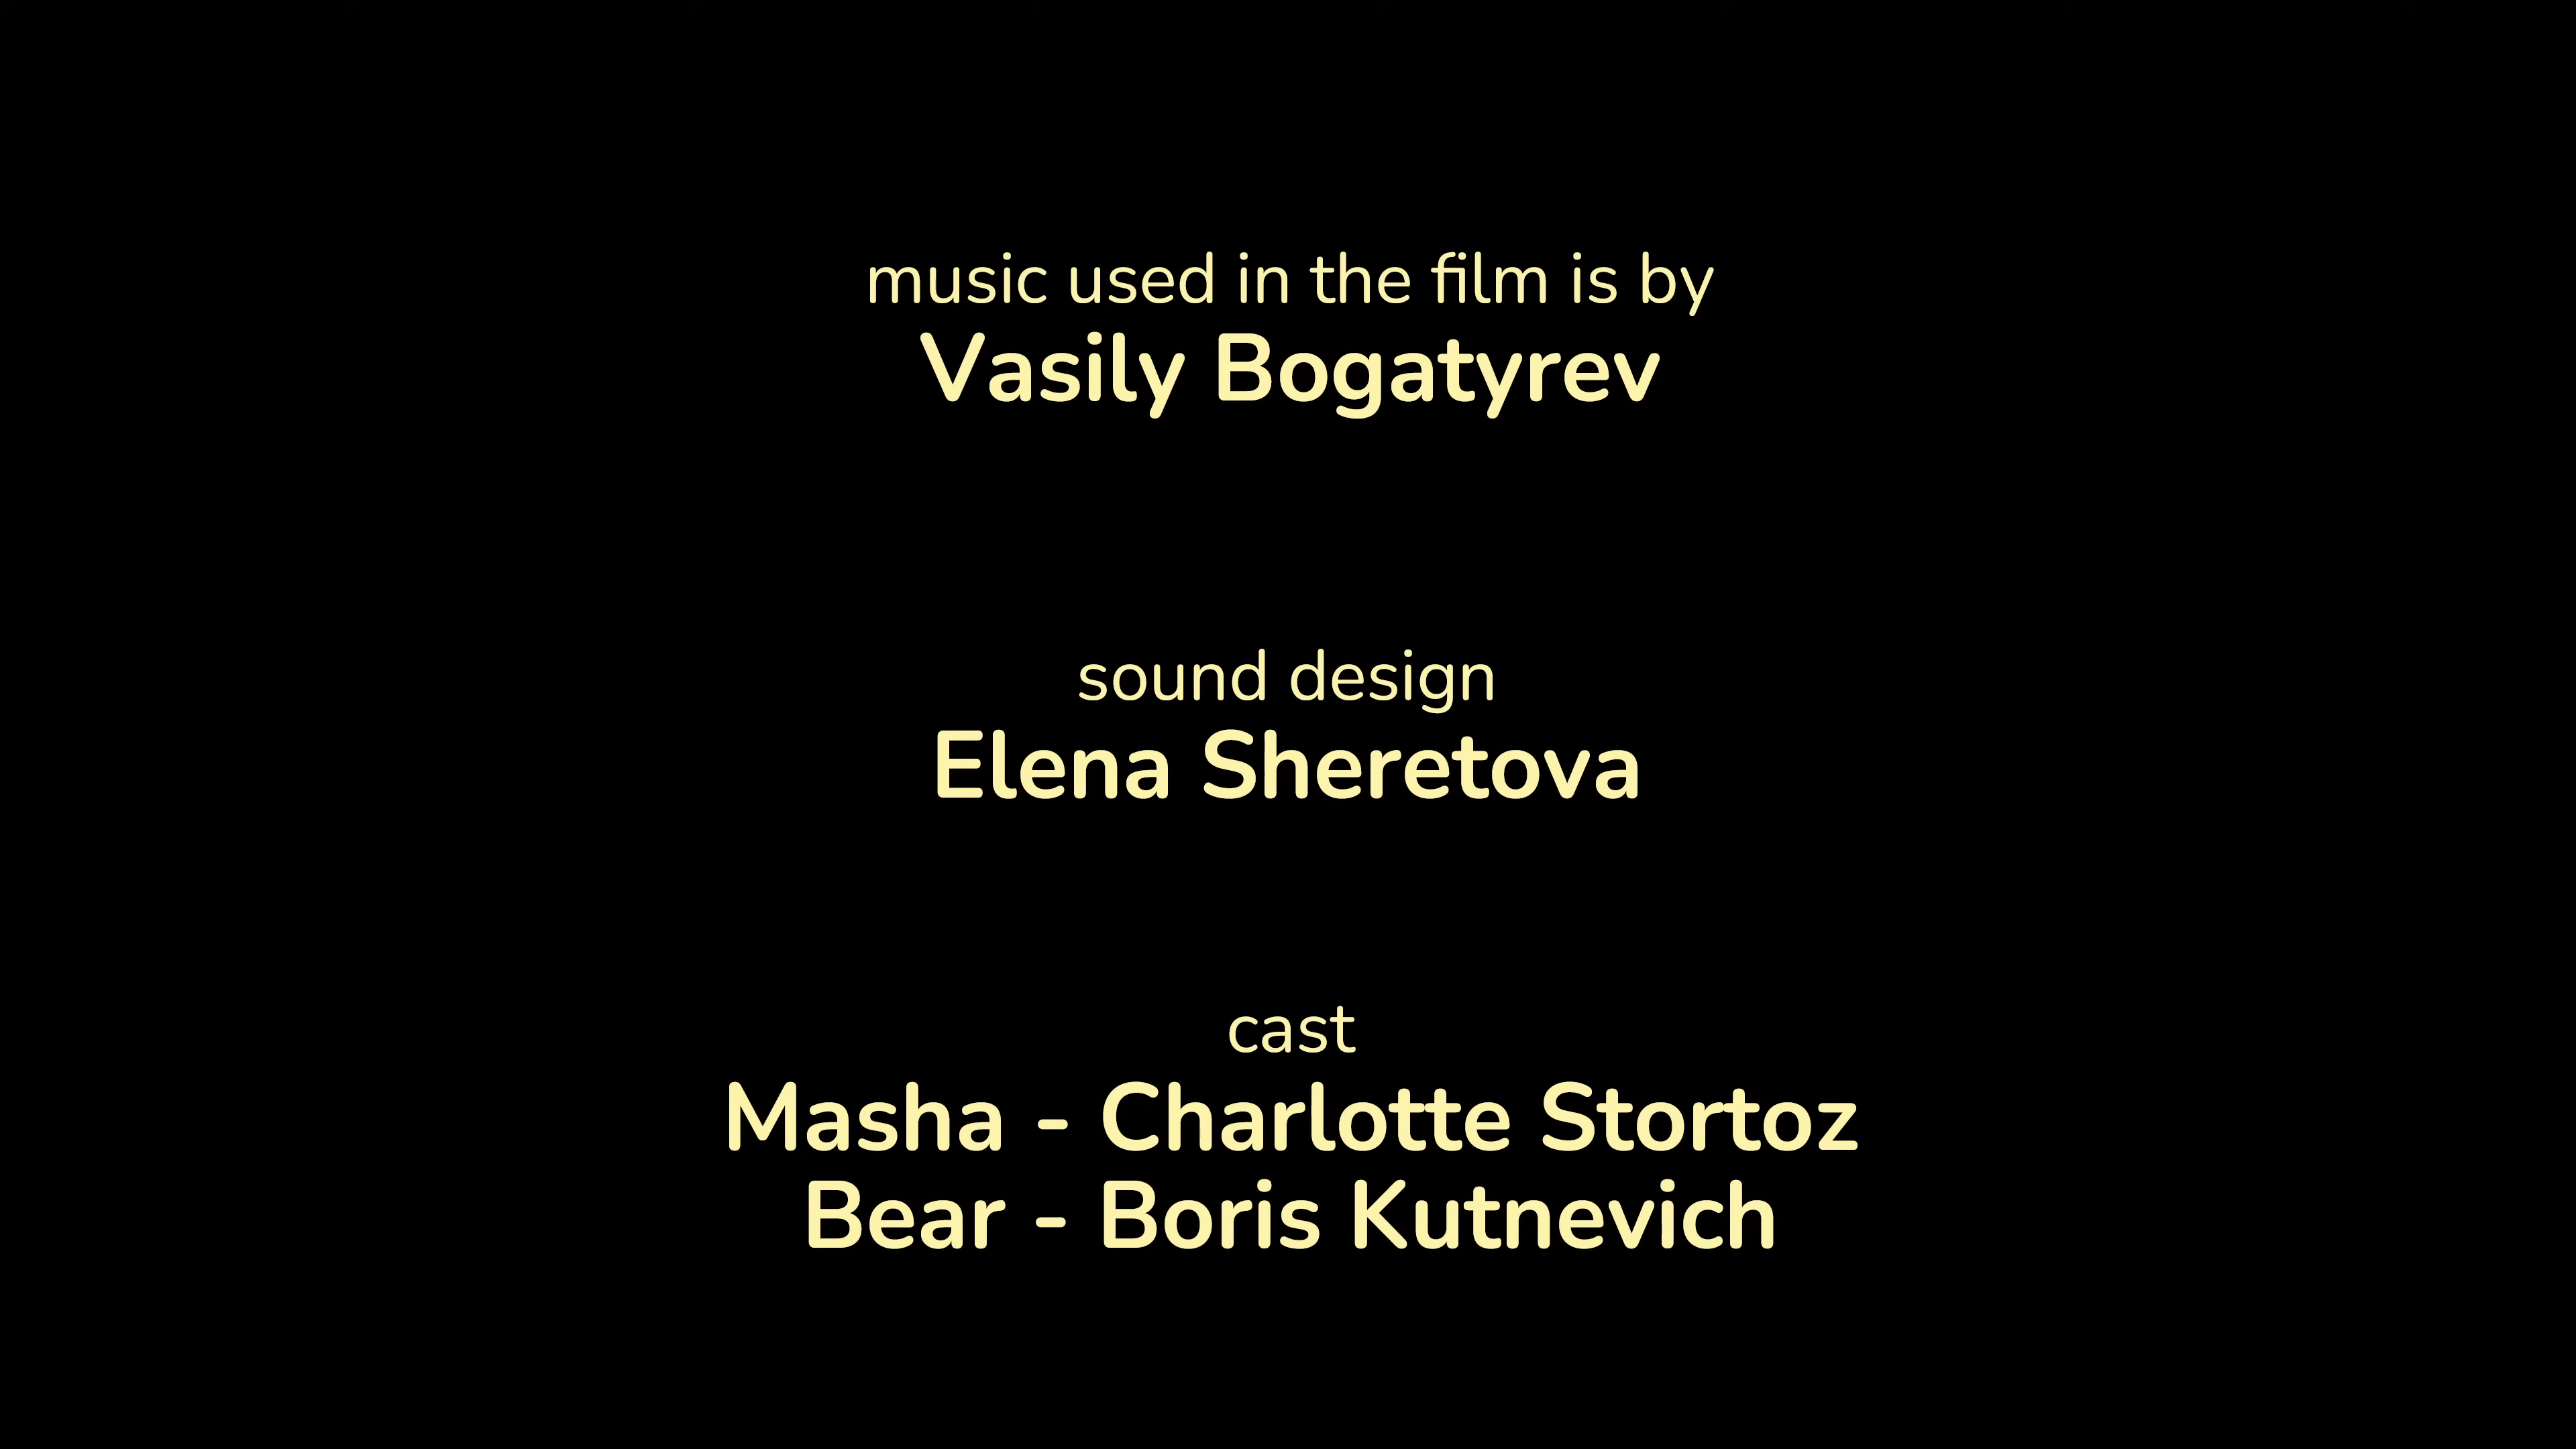 music used in the film is by
Vasily Bogatyrev
sound design
Elena Sheretova
cast
Masha - Charlotte Stortoz
Bear - Boris Kutnevich